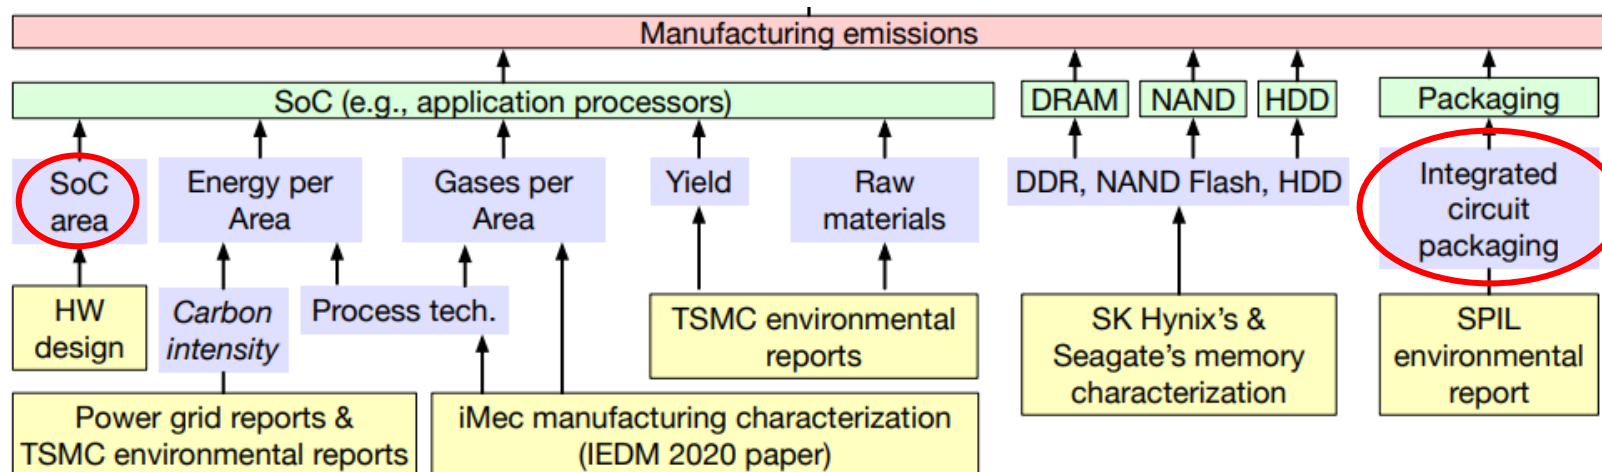 Manufacturing emissions
SoC (e.g., application processors)
DRAM
NAND
HDD
Packaging
SoC
area
Energy per
Area
Gases per
Area
Yield
Raw
materials
DDR, NAND Flash, HDD
Integrated
circuit
packaging
HW
design
Carbon
intensity
Process tech.
TSMC environmental
reports
SK Hynix's &
Seagate's memory
characterization
SPIL
environmental
report
Power grid reports &
TSMC environmental reports
iMec manufacturing characterization
(IEDM 2020 paper)